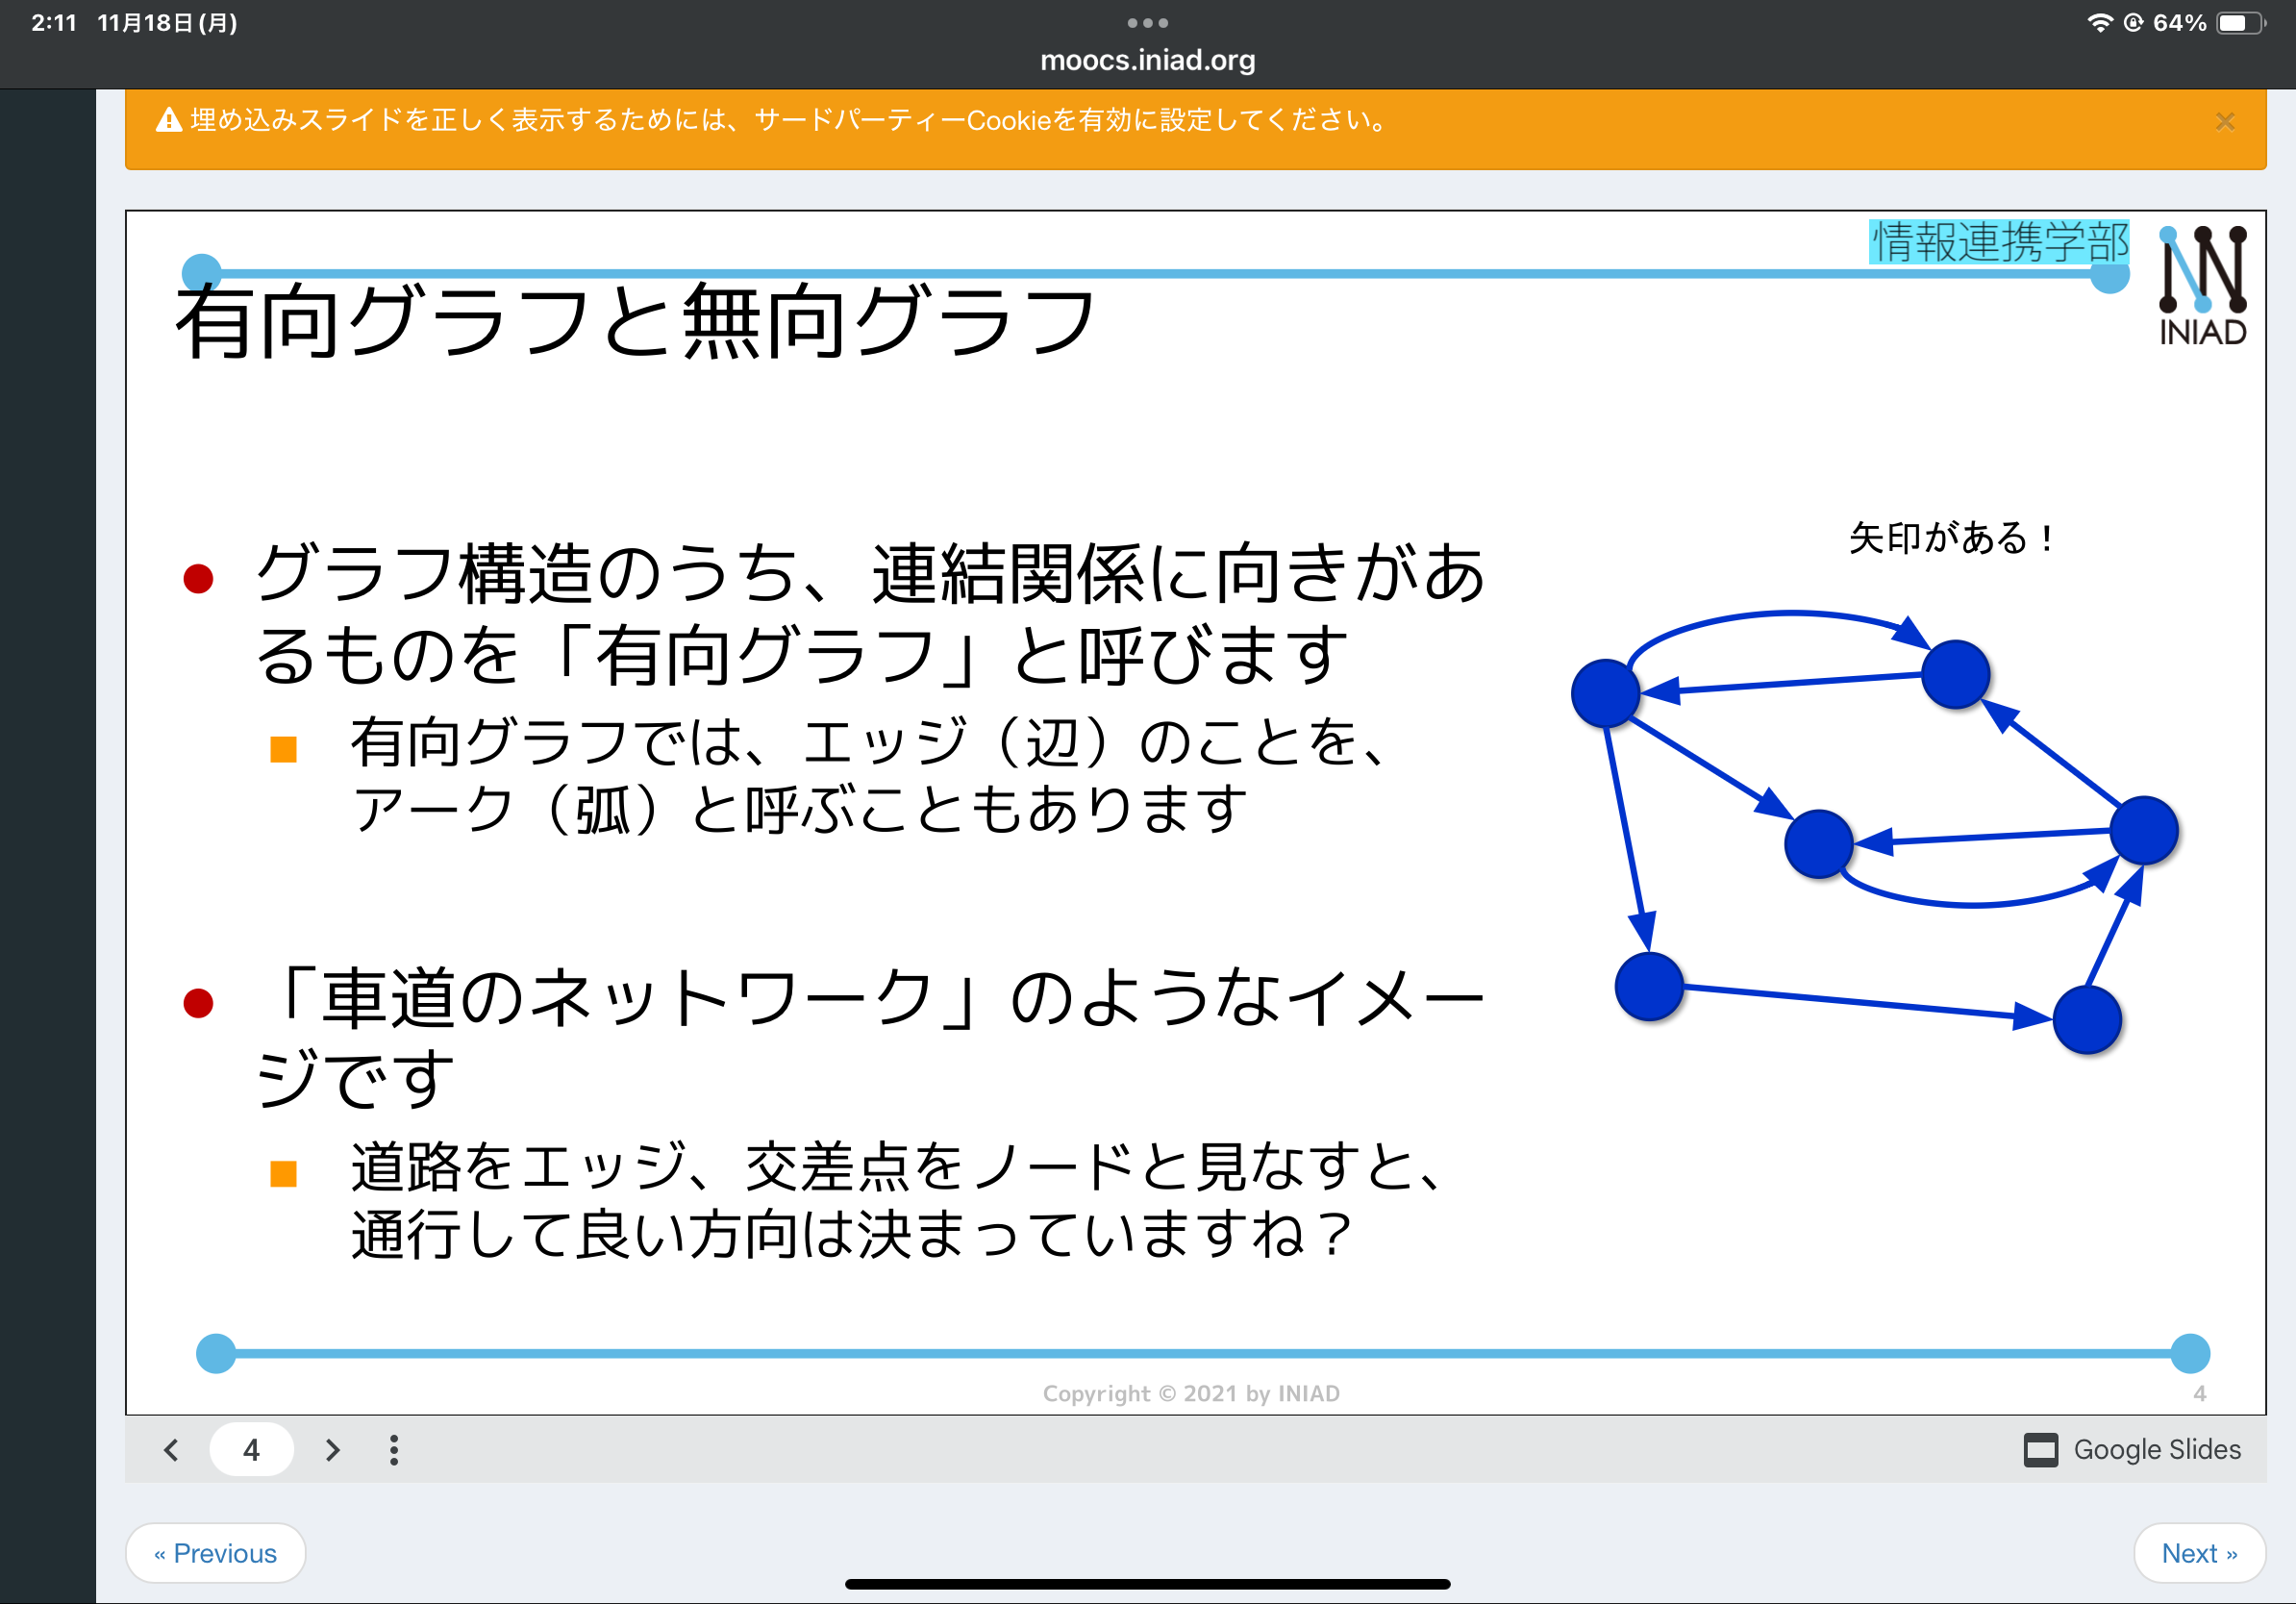 2:11 11月18日(月)
64%
moocs.iniad.org
埋め込みスライドを正しく表示するためには、サードパーティーCookieを有効に設定してください。
×
情報連携学部
INIAD
有向グラフと無向グラフ
グラフ構造のうち、連結関係に向きがあ
るものを「有向グラフ」と呼びます
有向グラフでは、エッジ（辺）のことを、
アーク（弧）と呼ぶこともあります
「車道のネットワーク」のようなイメー
ジです
道路をエッジ、交差点をノードと見なすと、
通行して良い方向は決まっていますね？
矢印がある！
Copyright © 2021 by INIAD
4
4
Google Slides
« Previous
Next »